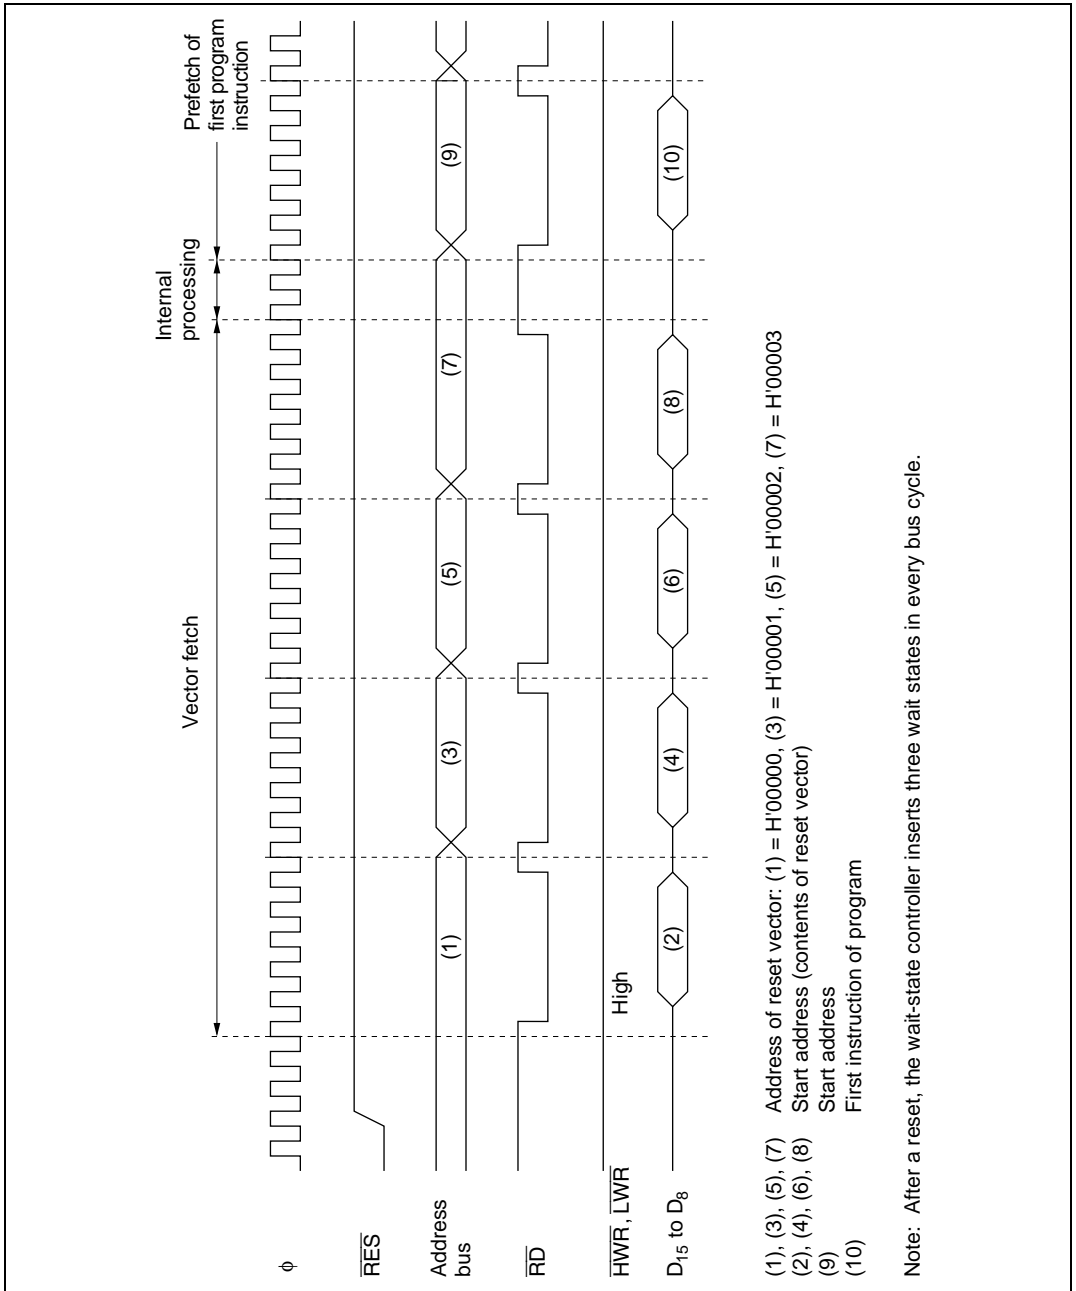 Vector fetch
Internal
processing
Prefetch of
first program
instruction
φ
RES
Address
bus
(1)
(3)
(5)
(7)
(9)
RD
HWR, LWR
High
D15 to D8
(2)
(4)
(6)
(8)
(10)
(1), (3), (5), (7) Address of reset vector: (1) = H'00000, (3) = H'00001, (5) = H'00002, (7) = H'00003
(2), (4), (6), (8) Start address (contents of reset vector)
(9) Start address
(10) First instruction of program
Note: After a reset, the wait-state controller inserts three wait states in every bus cycle.